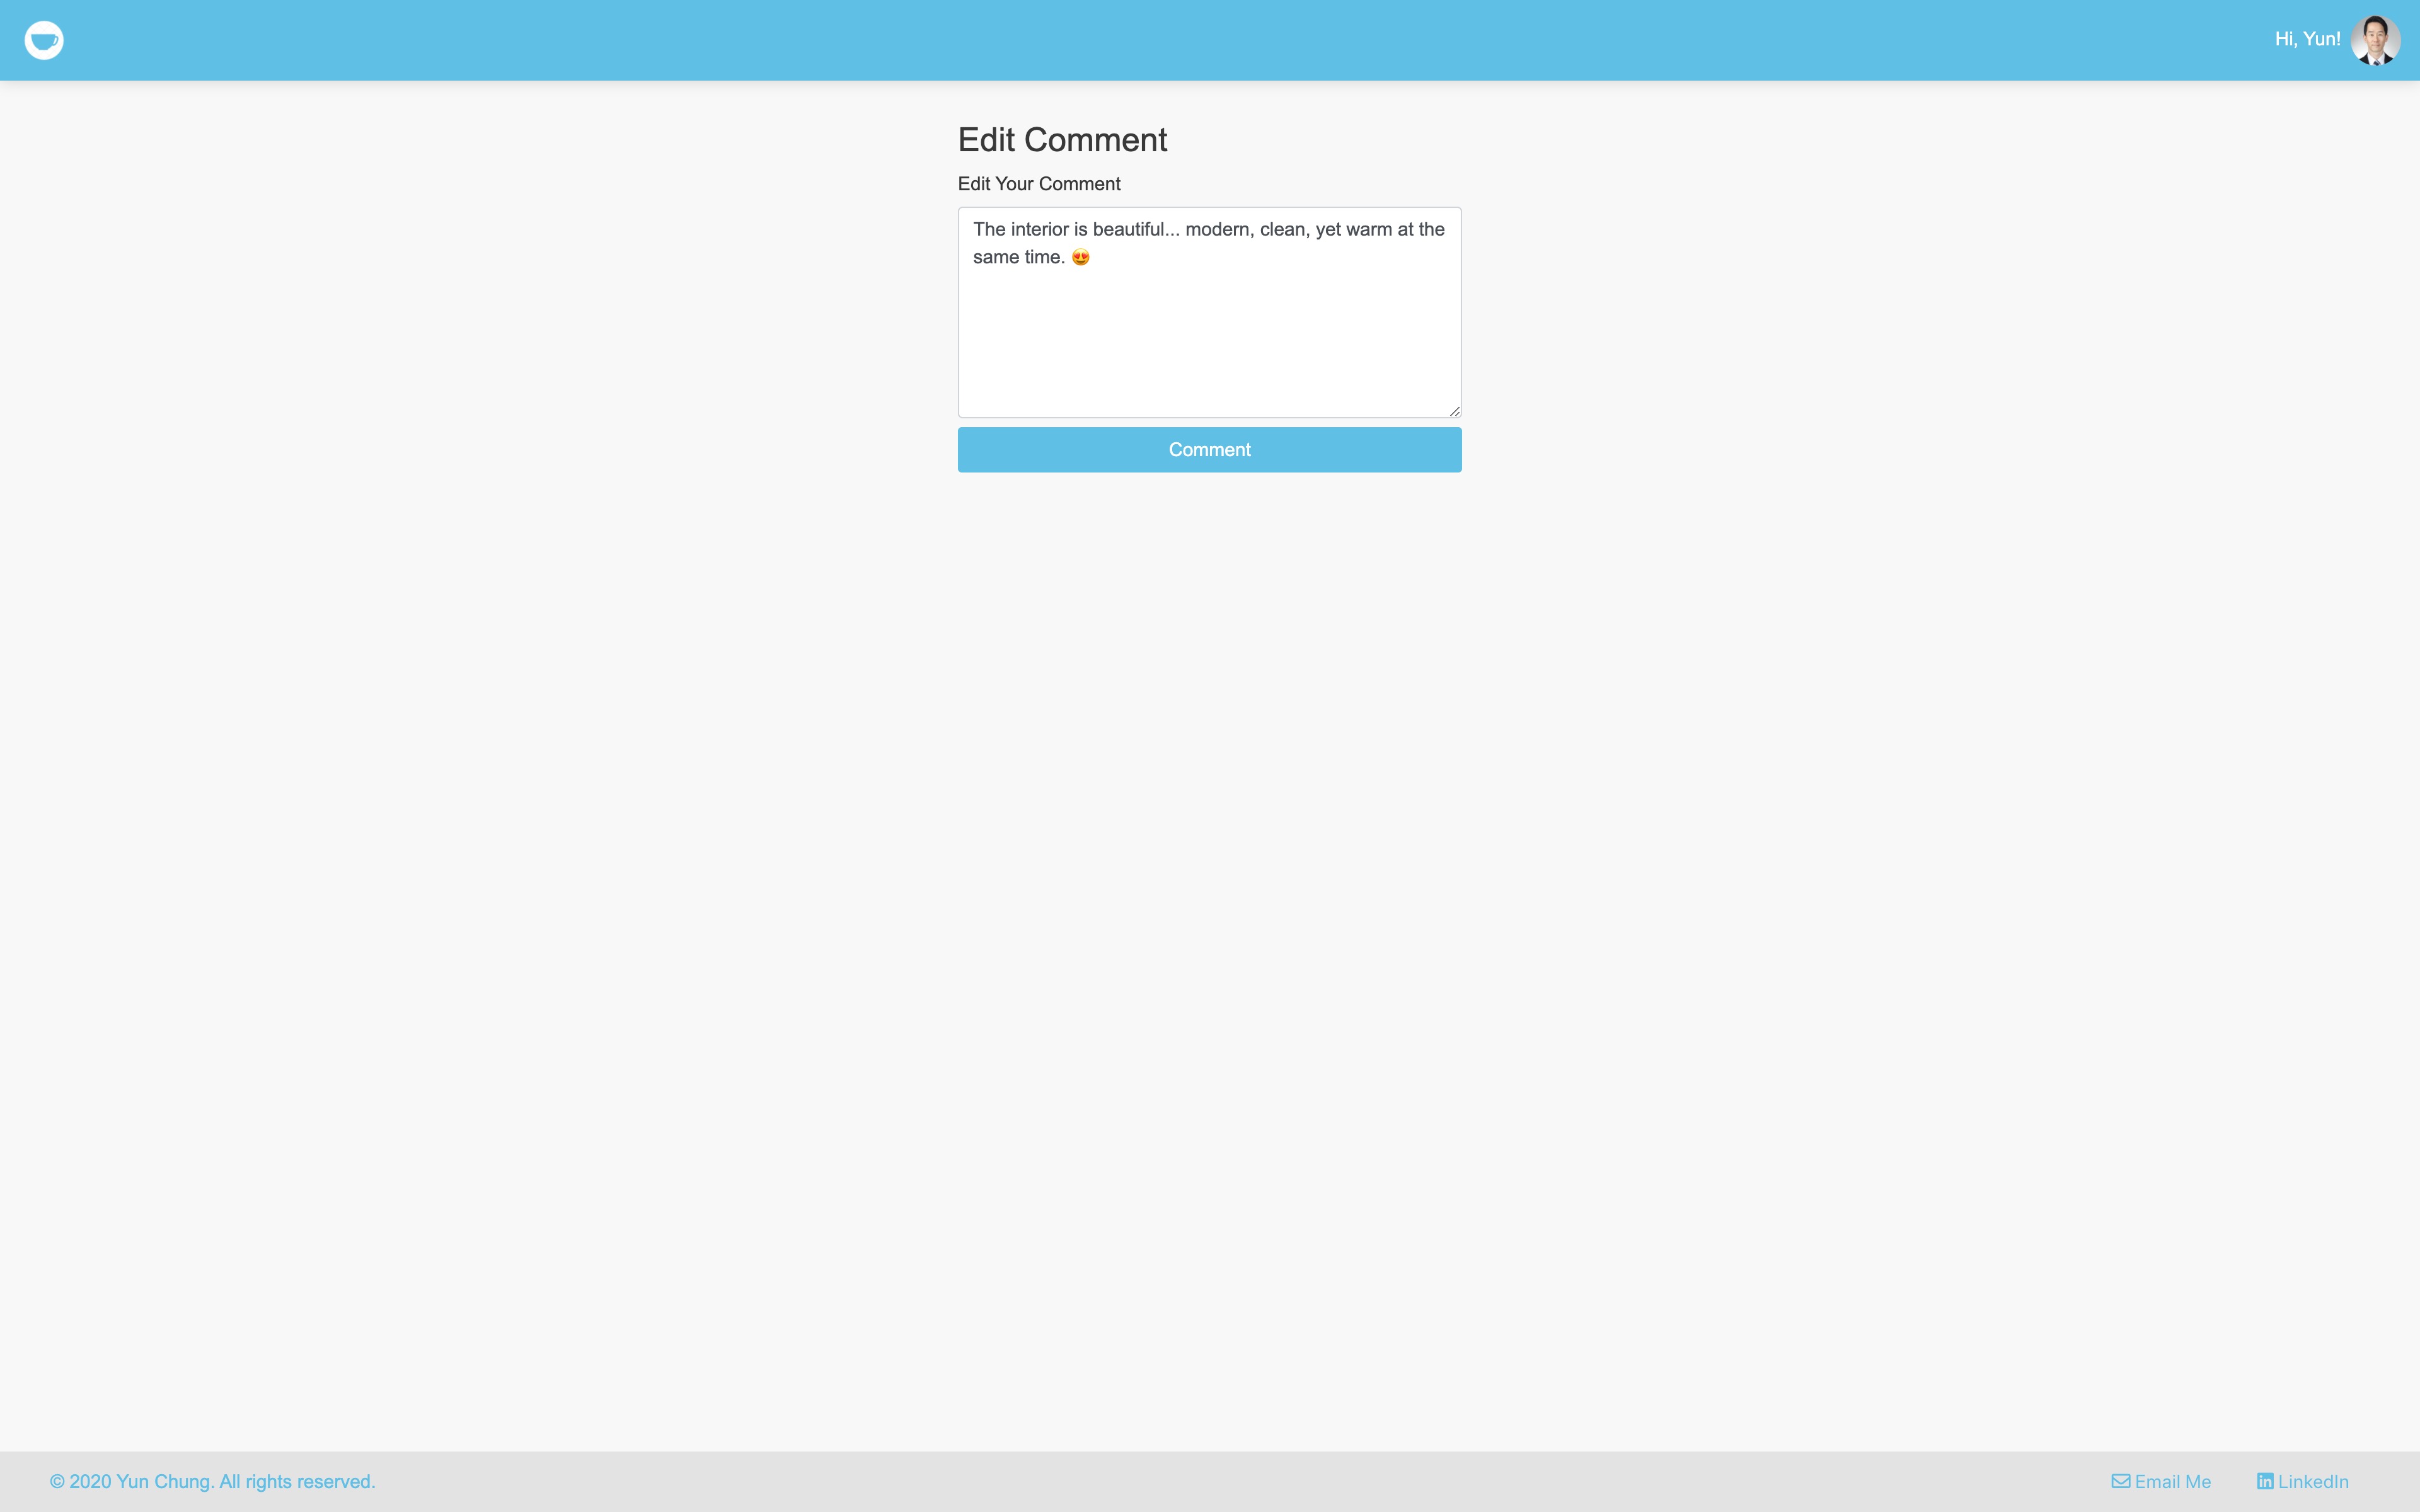 Hi, Yun!
Edit Comment
Edit Your Comment
The interior is beautiful... modern, clean, yet warm at the
same time. 😍
Comment
© 2020 Yun Chung. All rights reserved.
Email Me
LinkedIn